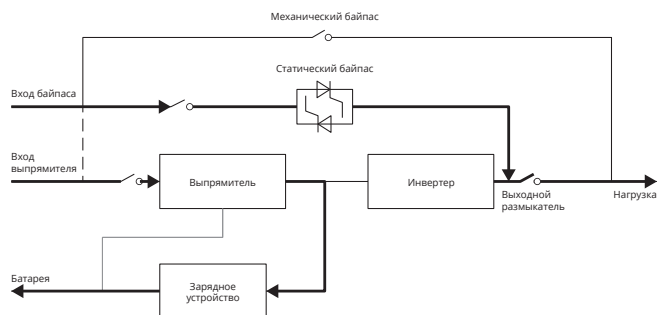 Механический байпас
Статический байпас
Вход байпаса
Вход
выпрямителя
Выпрямитель
Инвертер
Выходной
размыкатель
Нагрузка
Батарея
Зарядное
устройство